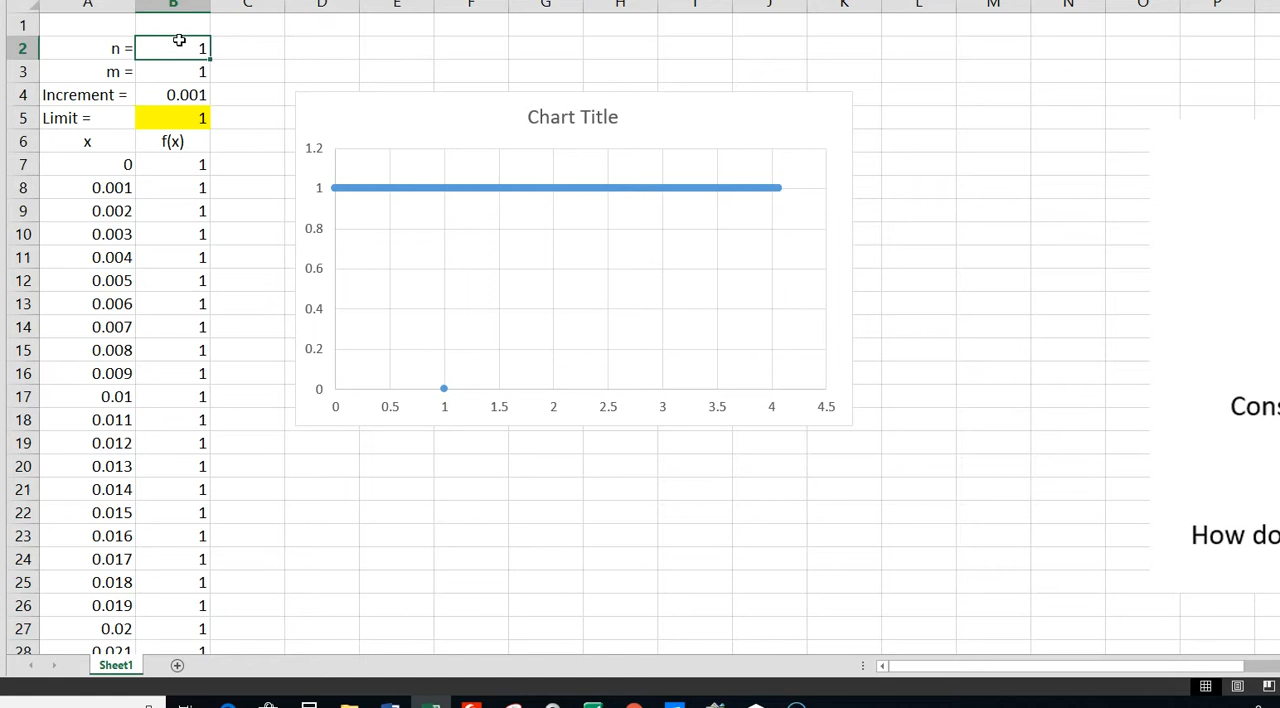 A B C D E F G H I J K L M N O P
1
2 n = 1
3 m = 1
4 Increment = 0.001
5 Limit = 1
6 x f(x)
7 0 1
8 0.001 1
9 0.002 1
10 0.003 1
11 0.004 1
12 0.005 1
13 0.006 1
14 0.007 1
15 0.008 1
16 0.009 1
17 0.01 1
18 0.011 1
19 0.012 1
20 0.013 1
21 0.014 1
22 0.015 1
23 0.016 1
24 0.017 1
25 0.018 1
26 0.019 1
27 0.02 1
28 0.021 1
Chart Title
1.2
1
0.8
0.6
0.4
0.2
0
0 0.5 1 1.5 2 2.5 3 3.5 4 4.5
Cons
How do
Sheet1